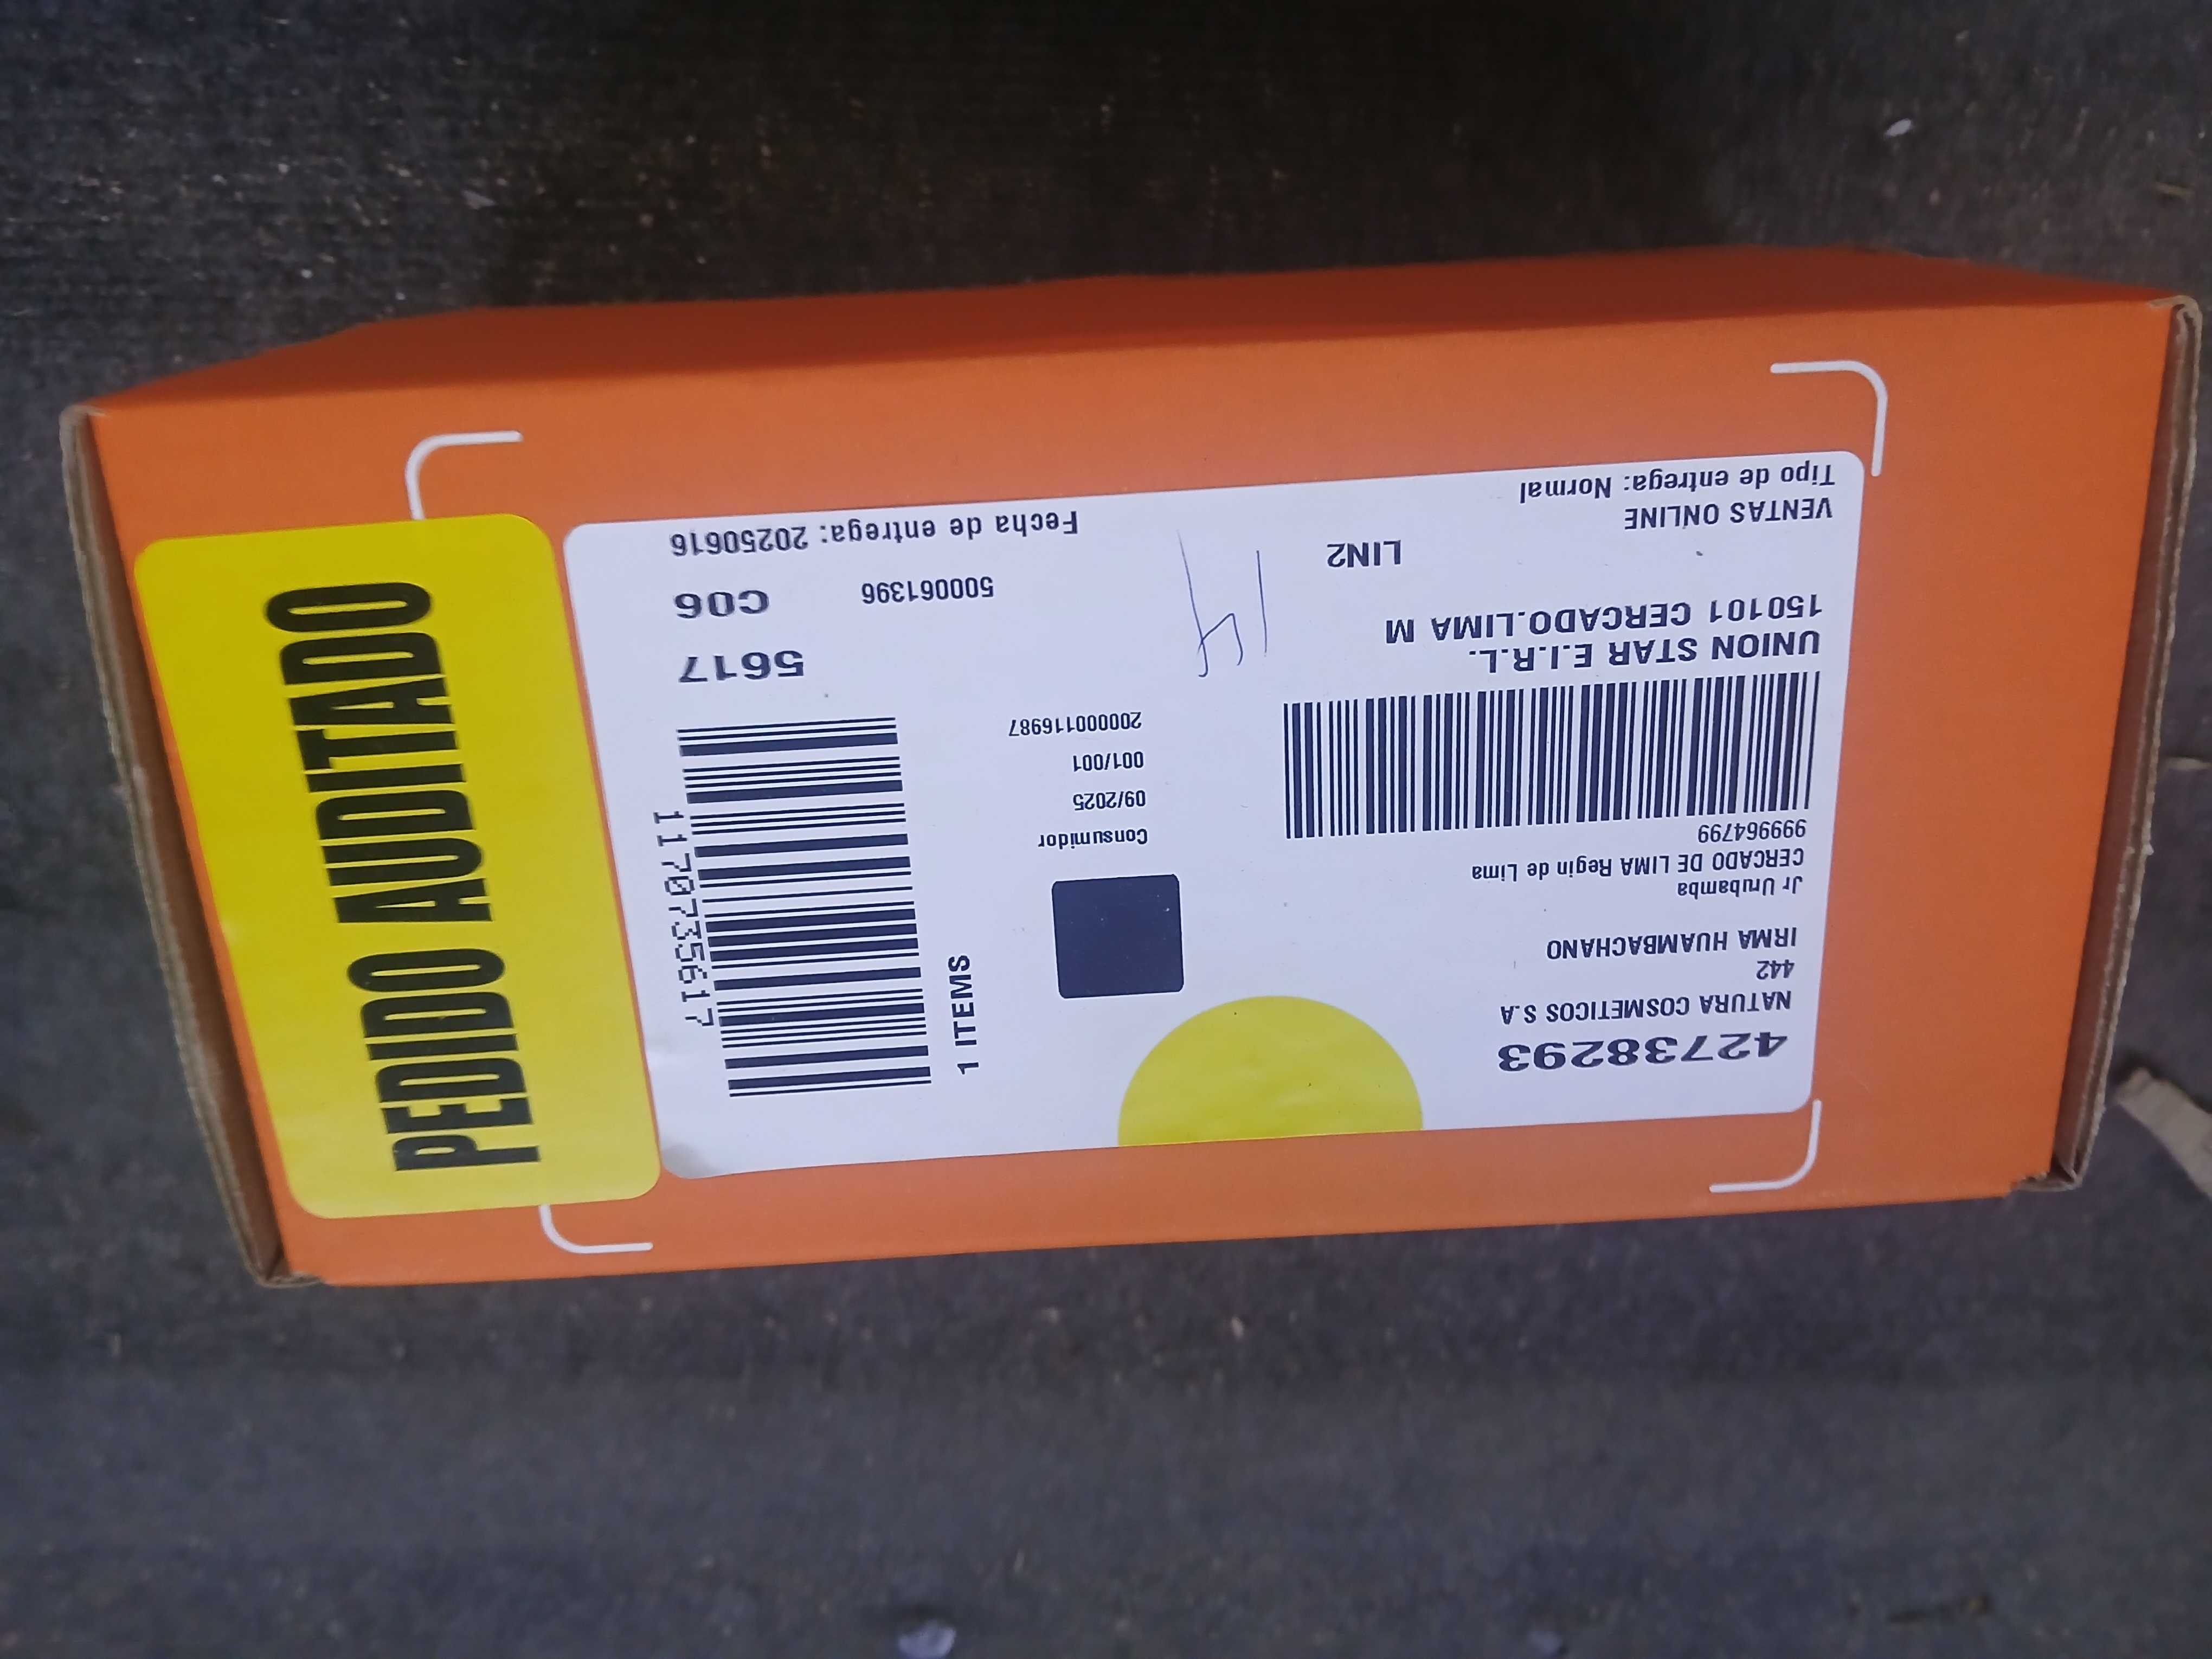 42738293
NATURA COSMETICOS S.A
442
IRMA HUAMBACHANO
Jr Urubamba
CERCADO DE LIMA Regin de Lima
999964799
UNION STAR E.I.R.L.
150101 CERCADO.LIMA M
LIN2
VENTAS ONLINE
Tipo de entrega: Normal
Consumidor
09/2025
001/001
20000116987
14
1 ITEMS
1170735617
5617
500061396
C06
Fecha de entrega: 20250616
PEDIDO AUDITADO